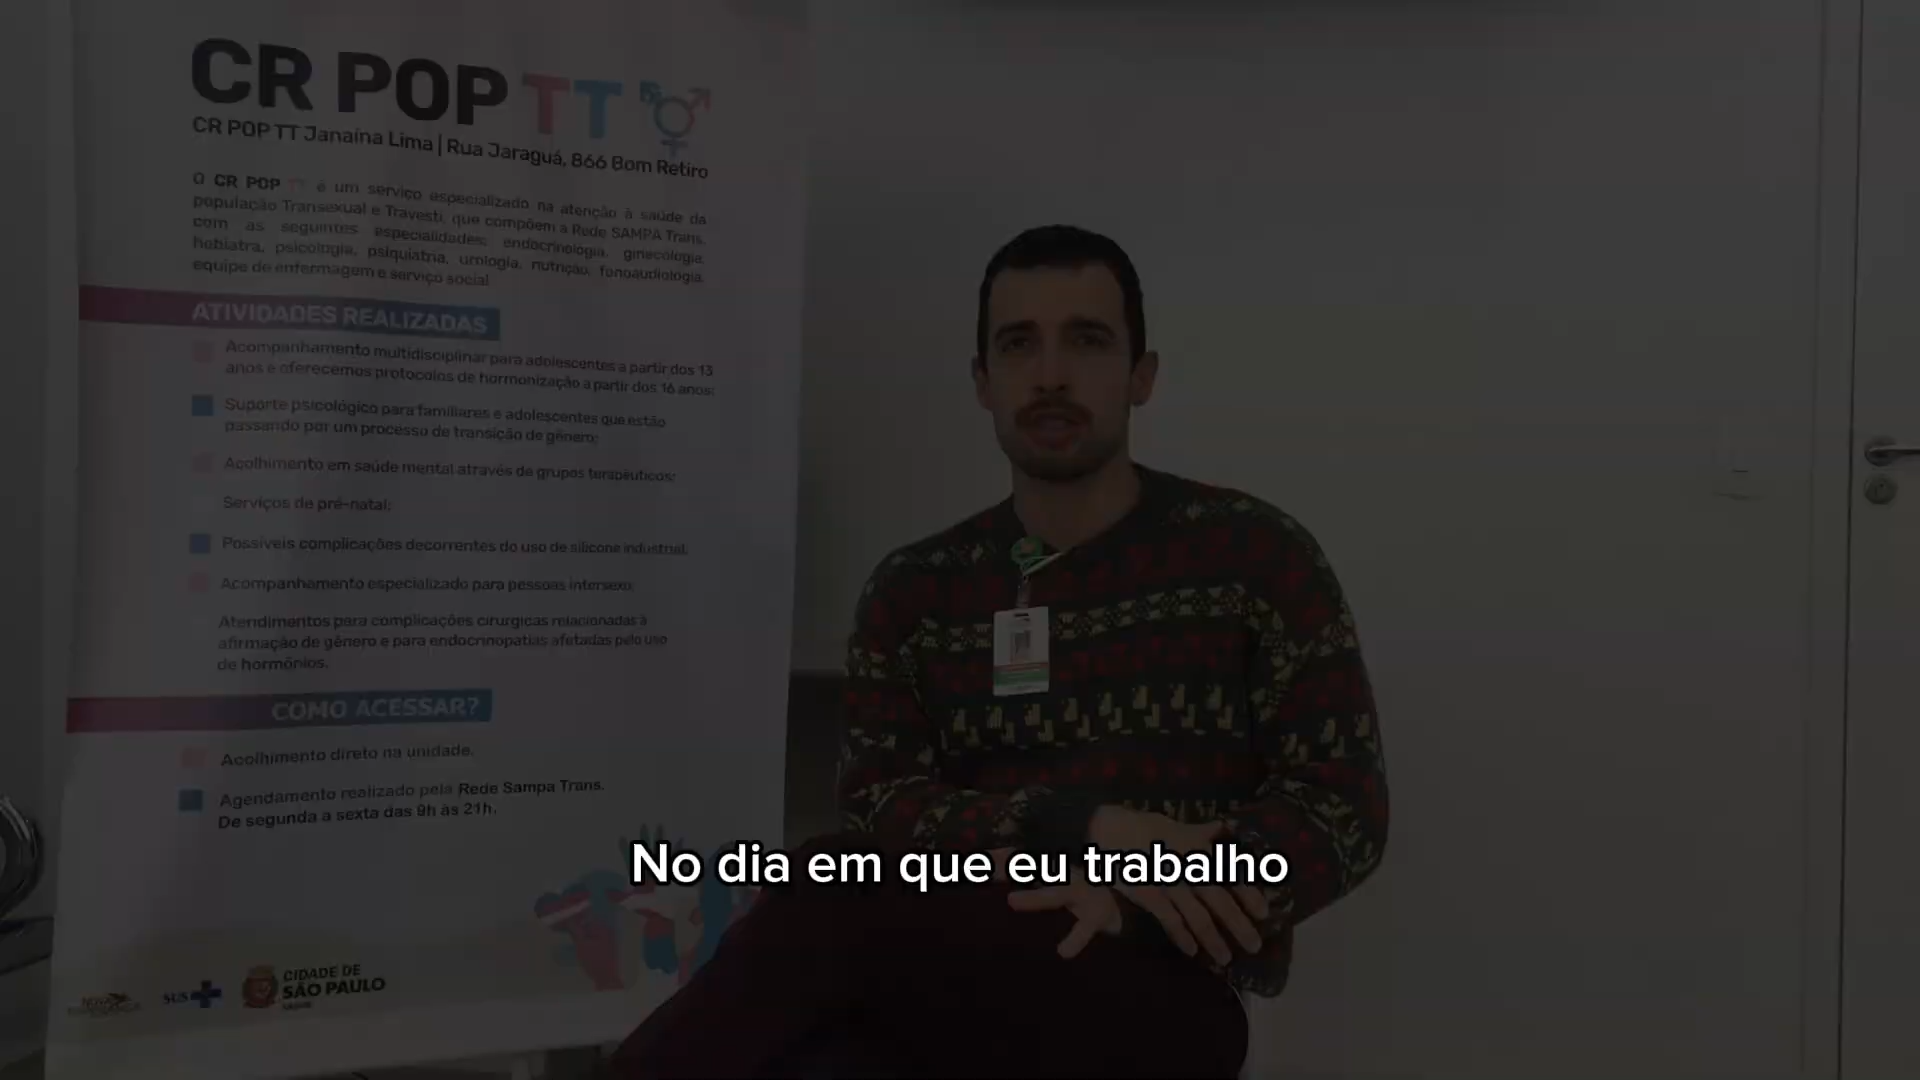 CR POP TT
CR POP TT Janaína Lima | Rua Jaraguá, 866 Bom Retiro
O CR POP TT é um serviço especializado na atenção à saúde da
população Transexual e Travesti, que compõem a Rede SAMPA Trans,
com as seguintes especialidades: endocrinologia, ginecologia,
hebiatra, psicologia, psiquiatria, urologia, nutrição, fonoaudiologia,
equipe de enfermagem e serviço social.
ATIVIDADES REALIZADAS
Acompanhamento multidisciplinar para adolescentes a partir dos 13
anos e oferecemos protocolos de hormonização a partir dos 16 anos;
Suporte psicológico para familiares e adolescentes que estão
passando por um processo de transição de gênero;
Acolhimento em saúde mental através de grupos terapêuticos;
Serviços de pré-natal;
Possíveis complicações decorrentes do uso de silicone industrial.
Acompanhamento especializado para pessoas intersexo.
Atendimentos para complicações cirurgicas relacionadas à
afirmação de gênero e para endocrinopatias afetadas pelo uso
de hormônios.
COMO ACESSAR?
Acolhimento direto na unidade.
Agendamento realizado pela Rede Sampa Trans.
De segunda a sexta das 9h às 21h.
No dia em que eu trabalho
SUS
CIDADE DE
SÃO PAULO